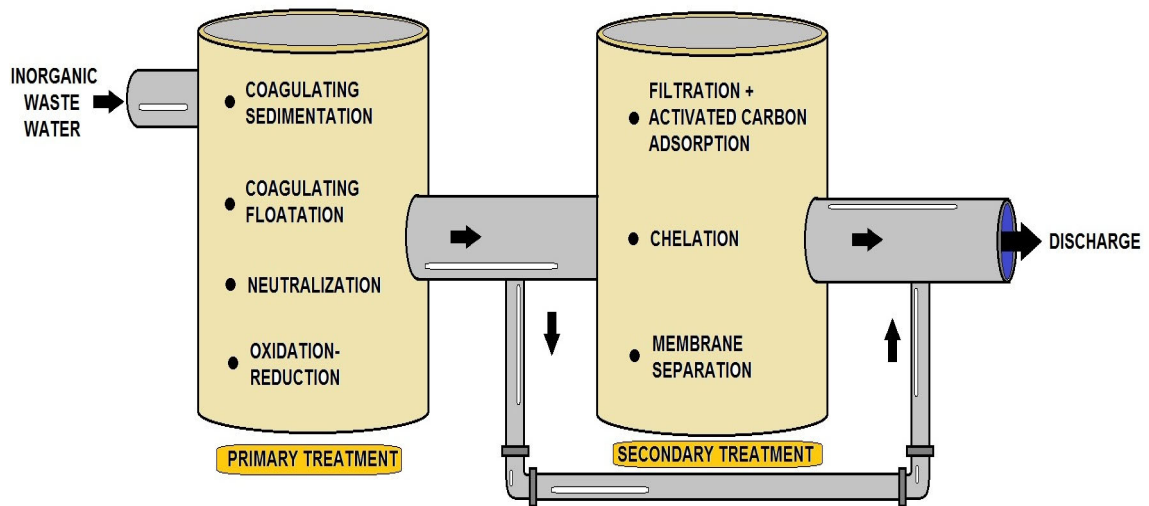 INORGANIC
WASTE
WATER
COAGULATING
SEDIMENTATION
COAGULATING
FLOATATION
NEUTRALIZATION
OXIDATION-
REDUCTION
PRIMARY TREATMENT
FILTRATION +
ACTIVATED CARBON
ADSORPTION
CHELATION
MEMBRANE
SEPARATION
SECONDARY TREATMENT
DISCHARGE